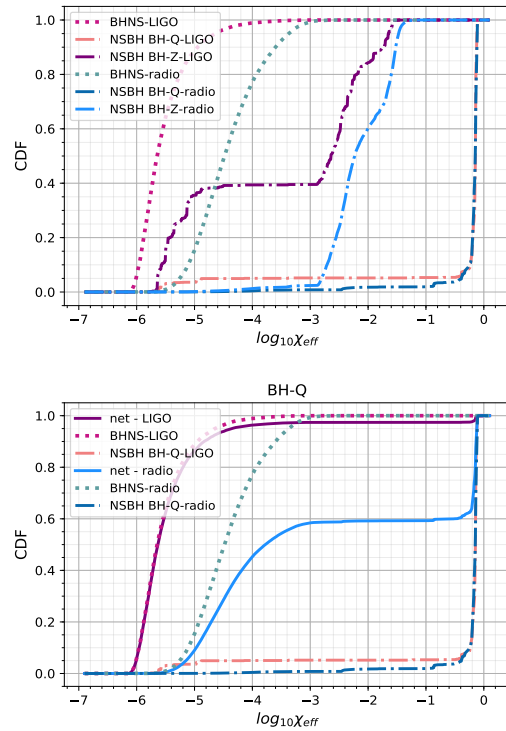 BHNS-LIGO
NSBH BH-Q-LIGO
NSBH BH-Z-LIGO
BHNS-radio
NSBH BH-Q-radio
NSBH BH-Z-radio
CDF
1.0
0.8
0.6
0.4
0.2
0.0
−7 −6 −5 −4 −3 −2 −1 0
log₁₀χ_eff
BH-Q
net - LIGO
BHNS-LIGO
NSBH BH-Q-LIGO
net - radio
BHNS-radio
NSBH BH-Q-radio
CDF
1.0
0.8
0.6
0.4
0.2
0.0
−7 −6 −5 −4 −3 −2 −1 0
log₁₀χ_eff